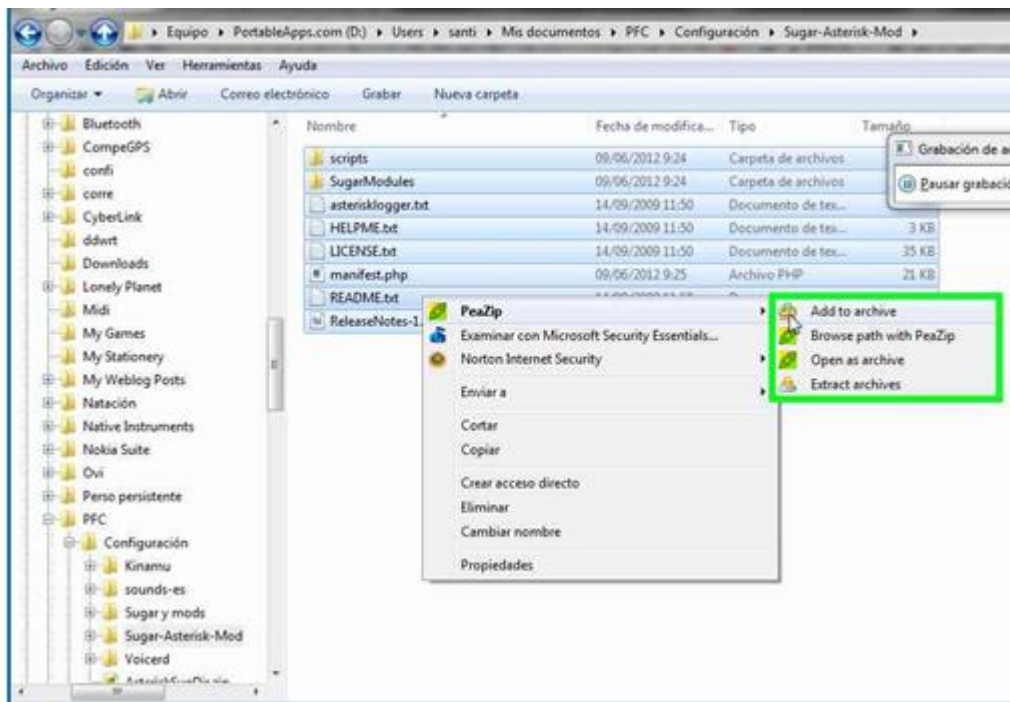 Equipo ▸ PortableApps.com (D:) ▸ Users ▸ santi ▸ Mis documentos ▸ PFC ▸ Configuración ▸ Sugar-Asterisk-Mod ▸
Archivo Edición Ver Herramientas Ayuda
Organizar Abrir Correo electrónico Grabar Nueva carpeta
Bluetooth
CompeGPS
confi
corre
CyberLink
ddwrt
Downloads
Lonely Planet
Midi
My Games
My Stationery
My Weblog Posts
Natación
Native Instruments
Nokia Suite
Ovi
Perso persistente
PFC
Configuración
Kinamu
sounds-es
Sugar y mods
Sugar-Asterisk-Mod
Voicerd
Nombre Fecha de modifica... Tipo Tamaño
scripts 09/06/2012 9:24 Carpeta de archivos
SugarModules 09/06/2012 9:24 Carpeta de archivos
asterisklogger.txt 14/09/2009 11:50 Documento de tex...
HELPME.txt 14/09/2009 11:50 Documento de tex... 3 KB
LICENSE.txt 14/09/2009 11:50 Documento de tex... 35 KB
manifest.php 09/06/2012 9:25 Archivo PHP 21 KB
README.txt
ReleaseNotes-1.
Grabación de a
Pausar grabació
PeaZip
Examinar con Microsoft Security Essentials...
Norton Internet Security
Enviar a
Cortar
Copiar
Crear acceso directo
Eliminar
Cambiar nombre
Propiedades
Add to archive
Browse path with PeaZip
Open as archive
Extract archives